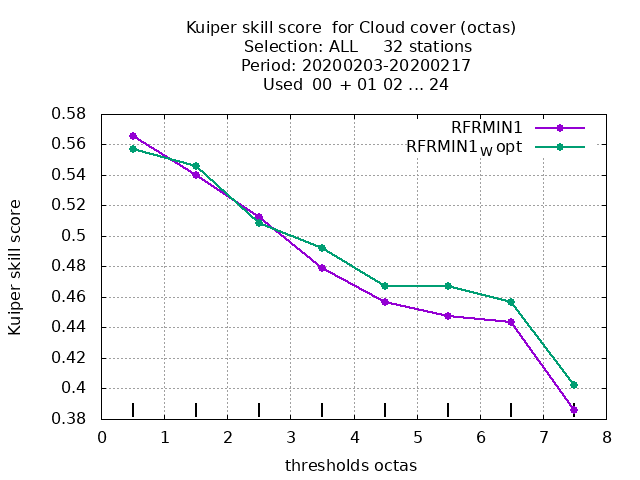 Kuiper skill score  for Cloud cover (octas)
Selection: ALL     32 stations
Period: 20200203-20200217
Used  00  + 01 02 ... 24
RFRMIN1
RFRMIN1W opt
Kuiper skill score
0.58
0.56
0.54
0.52
0.5
0.48
0.46
0.44
0.42
0.4
0.38
0 1 2 3 4 5 6 7 8
thresholds octas